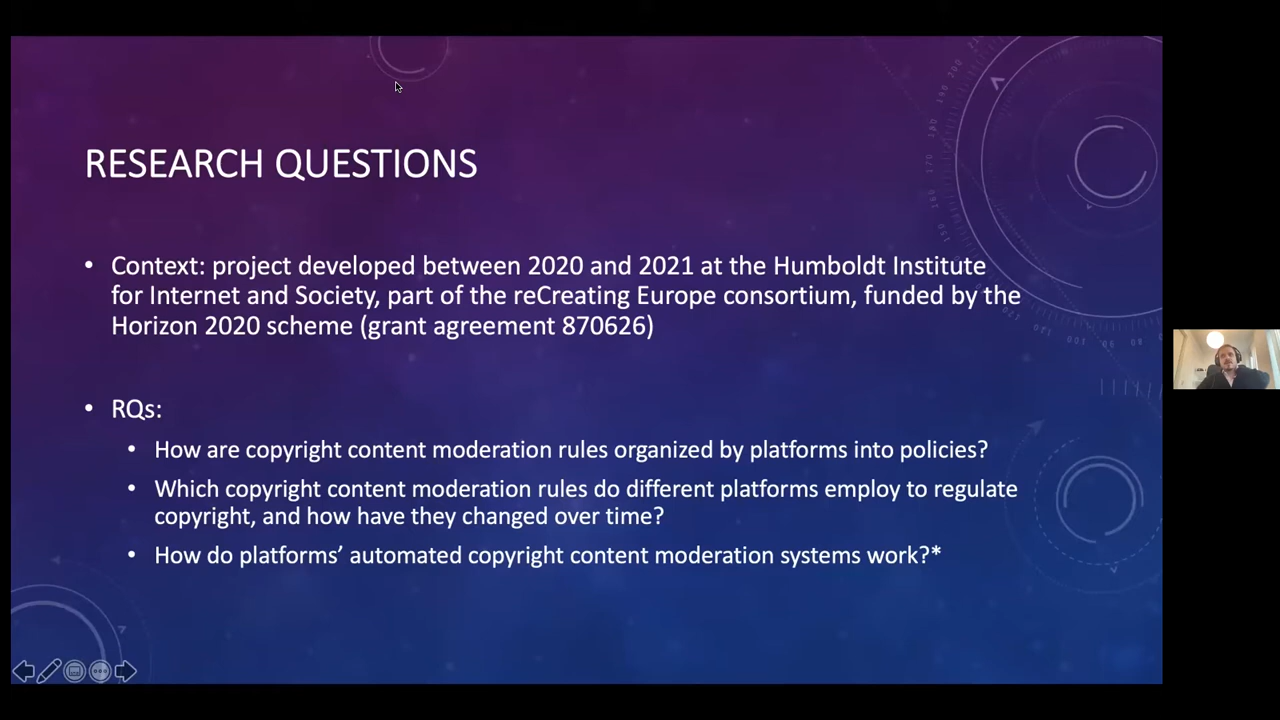 RESEARCH QUESTIONS
• Context: project developed between 2020 and 2021 at the Humboldt Institute
for Internet and Society, part of the reCreating Europe consortium, funded by the
Horizon 2020 scheme (grant agreement 870626)
• RQs:
• How are copyright content moderation rules organized by platforms into policies?
• Which copyright content moderation rules do different platforms employ to regulate
copyright, and how have they changed over time?
• How do platforms’ automated copyright content moderation systems work?*